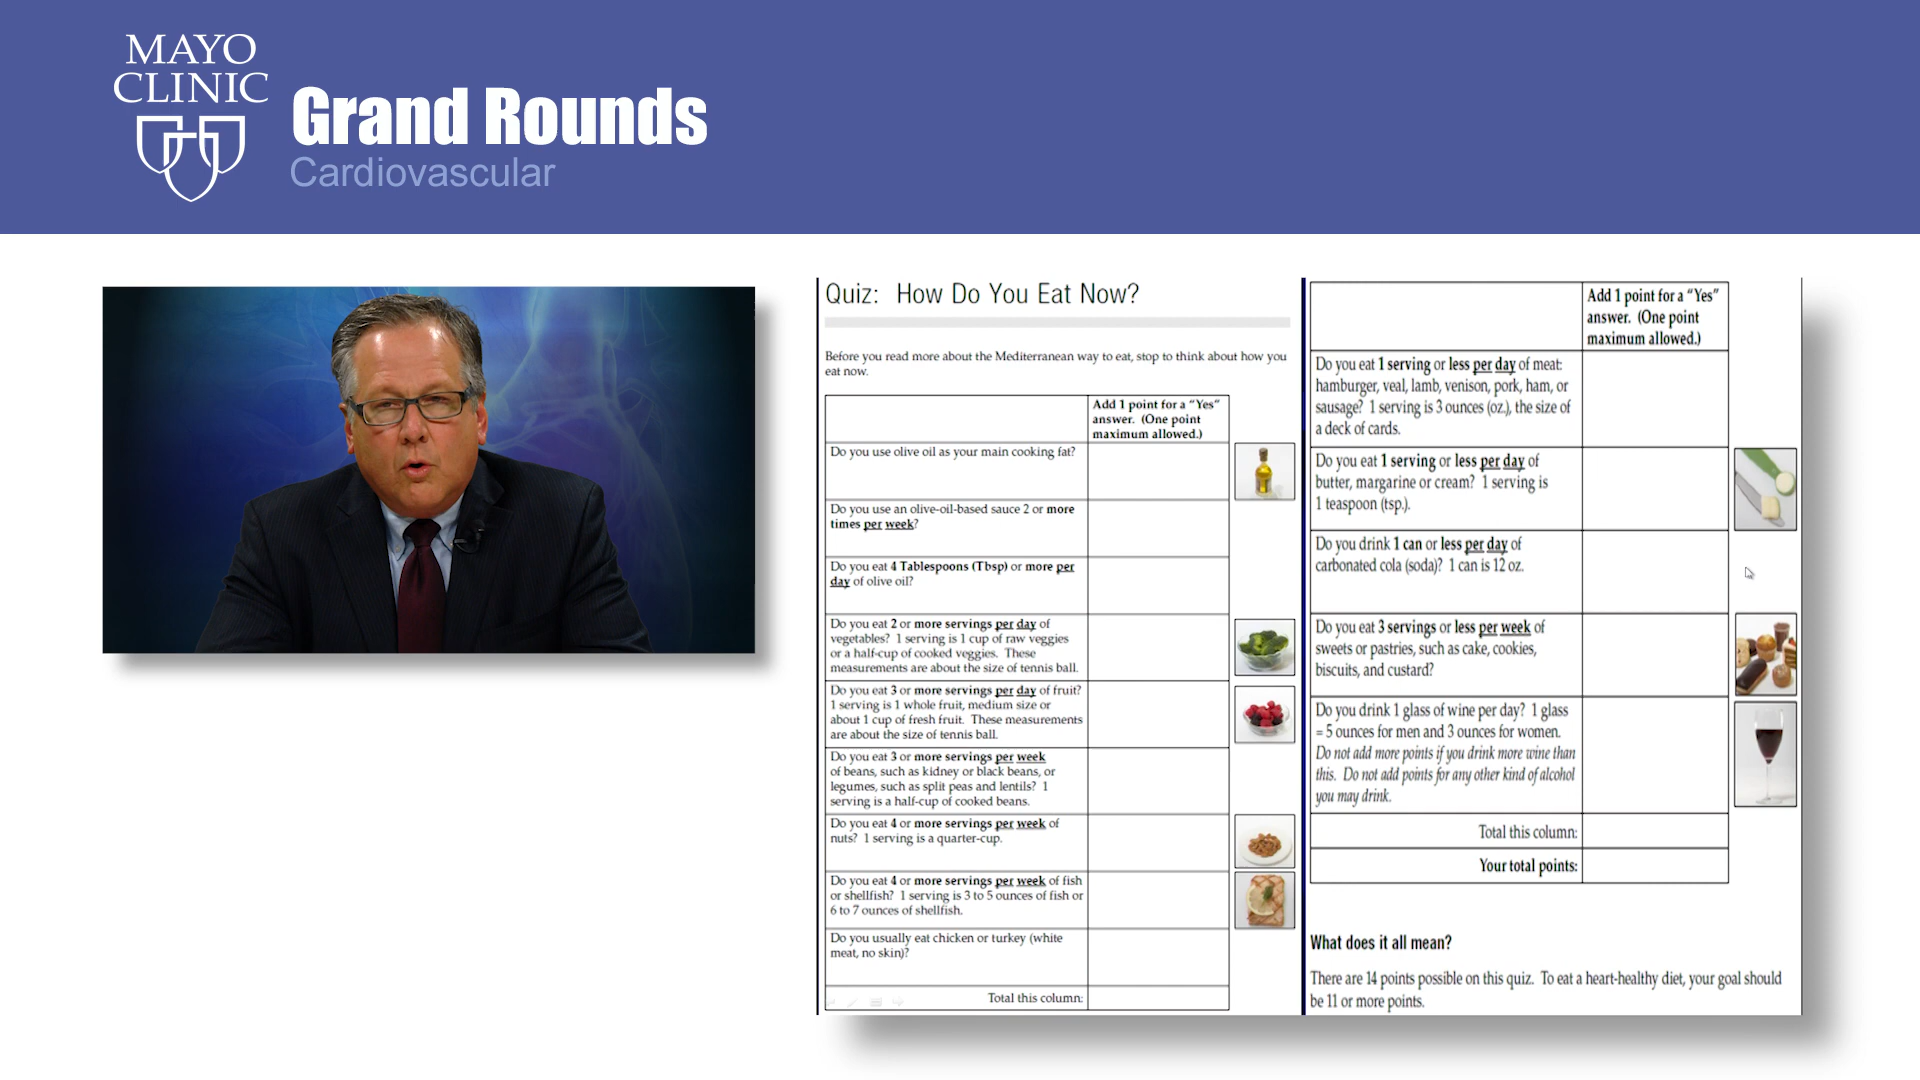 MAYO
CLINIC
Grand Rounds
Cardiovascular
Quiz: How Do You Eat Now?
Before you read more about the Mediterranean way to eat, stop to think about how you
eat now.
Add 1 point for a “Yes”
answer. (One point
maximum allowed.)
Do you use olive oil as your main cooking fat?
Do you use an olive-oil-based sauce 2 or more
times per week?
Do you eat 4 Tablespoons (Tbsp) or more per
day of olive oil?
Do you eat 2 or more servings per day of
vegetables? 1 serving is 1 cup of raw veggies
or a half-cup of cooked veggies. These
measurements are about the size of tennis ball.
Do you eat 3 or more servings per day of fruit?
1 serving is 1 whole fruit, medium size or
about 1 cup of fresh fruit. These measurements
are about the size of tennis ball.
Do you eat 3 or more servings per week
of beans, such as kidney or black beans, or
legumes, such as split peas and lentils? 1
serving is a half-cup of cooked beans.
Do you eat 4 or more servings per week of
nuts? 1 serving is a quarter-cup.
Do you eat 4 or more servings per week of fish
or shellfish? 1 serving is 3 to 5 ounces of fish or
6 to 7 ounces of shellfish.
Do you usually eat chicken or turkey (white
meat, no skin)?
Total this column:
Add 1 point for a “Yes”
answer. (One point
maximum allowed.)
Do you eat 1 serving or less per day of meat:
hamburger, veal, lamb, venison, pork, ham, or
sausage? 1 serving is 3 ounces (oz.), the size of
a deck of cards.
Do you eat 1 serving or less per day of
butter, margarine or cream? 1 serving is
1 teaspoon (tsp.).
Do you drink 1 can or less per day of
carbonated cola (soda)? 1 can is 12 oz.
Do you eat 3 servings or less per week of
sweets or pastries, such as cake, cookies,
biscuits, and custard?
Do you drink 1 glass of wine per day? 1 glass
= 5 ounces for men and 3 ounces for women.
Do not add more points if you drink more wine than
this. Do not add points for any other kind of alcohol
you may drink.
Total this column:
Your total points:
What does it all mean?
There are 14 points possible on this quiz. To eat a heart-healthy diet, your goal should
be 11 or more points.